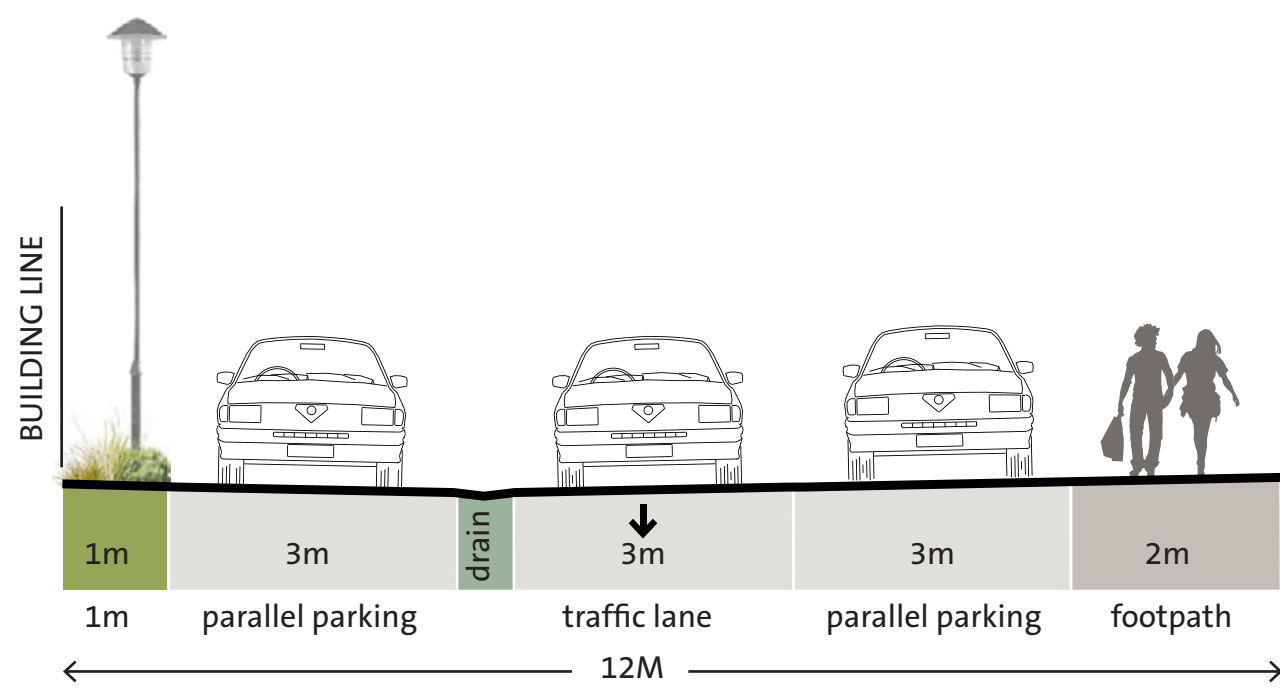 BUILDING LINE
1m 3m drain 3m 3m 2m
1m parallel parking traffic lane parallel parking footpath
12M